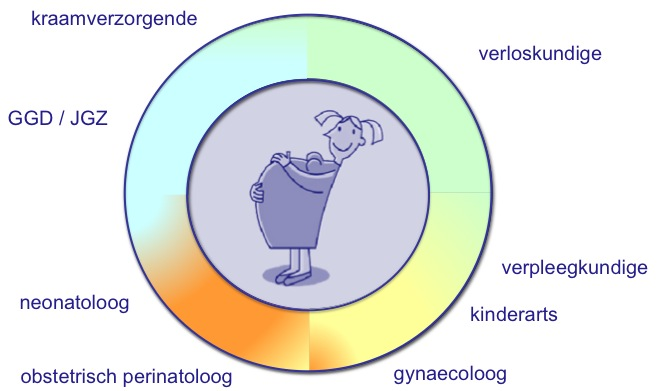 kraamverzorgende
verloskundige
GGD / JGZ
verpleegkundige
neonatoloog
kinderarts
obstetrisch perinatoloog
gynaecoloog